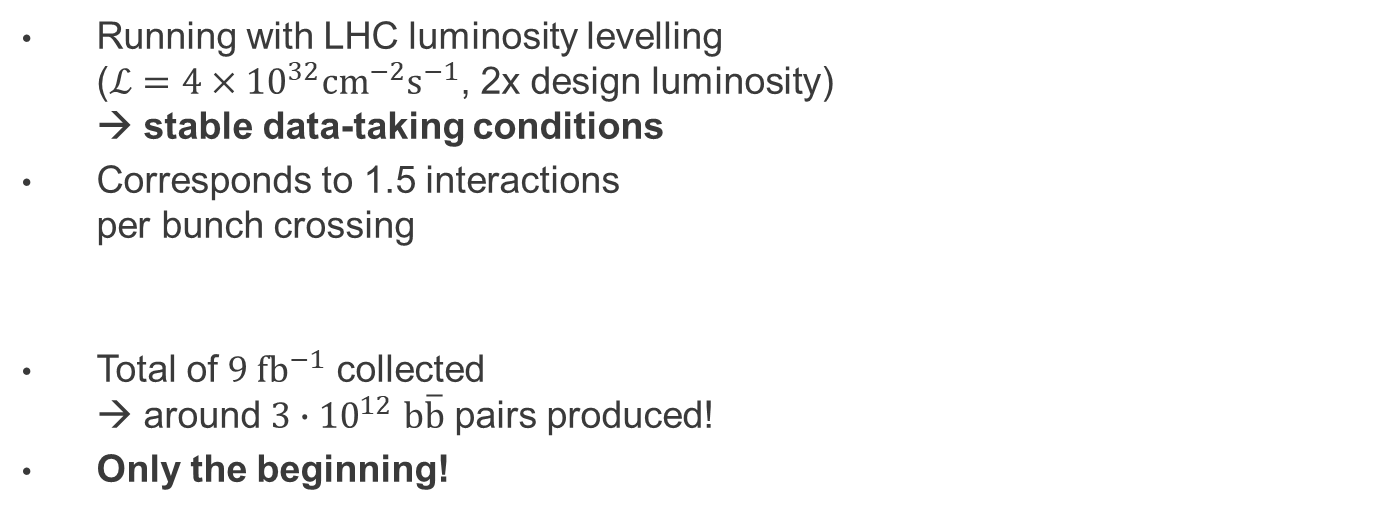 • Running with LHC luminosity levelling
(ℒ = 4 × 10³²cm⁻²s⁻¹, 2x design luminosity)
→ stable data-taking conditions
• Corresponds to 1.5 interactions
per bunch crossing
• Total of 9 fb⁻¹ collected
→ around 3 · 10¹² bb̅ pairs produced!
• Only the beginning!